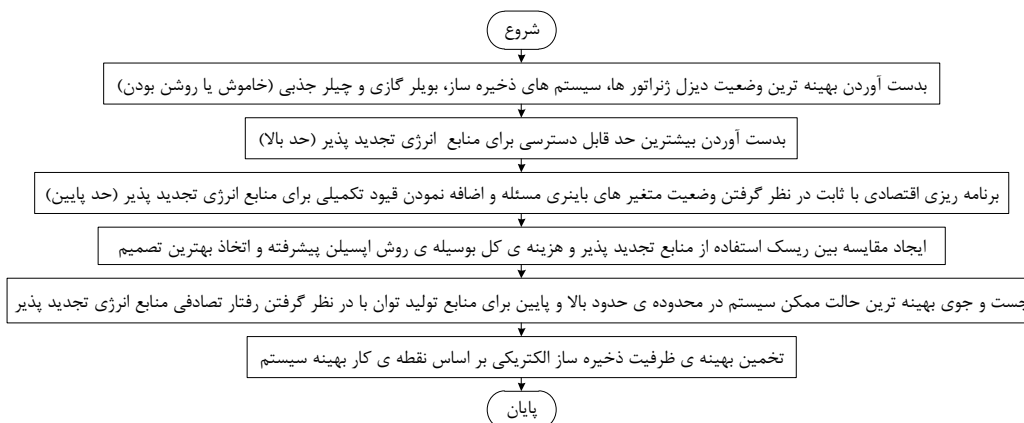 شروع
بدست آوردن بهینه ترین وضعیت دیزل ژنراتور ها، سیستم های ذخیره ساز، بویلر گازی و چیلر جذبی (خاموش یا روشن بودن)
بدست آوردن بیشترین حد قابل دسترسی برای منابع انرژی تجدید پذیر (حد بالا)
برنامه ریزی اقتصادی با ثابت در نظر گرفتن وضعیت متغیر های باینری مسئله و اضافه نمودن قیود تکمیلی برای منابع انرژی تجدید پذیر (حد پایین)
ایجاد مقایسه بین ریسک استفاده از منابع تجدید پذیر و هزینه ی کل بوسیله ی روش اپسیلن پیشرفته و اتخاذ بهترین تصمیم
جست و جوی بهینه ترین حالت ممکن سیستم در محدوده ی حدود بالا و پایین برای منابع تولید توان با در نظر گرفتن رفتار تصادفی منابع انرژی تجدید پذیر
تخمین بهینه ی ظرفیت ذخیره ساز الکتریکی بر اساس نقطه ی کار بهینه سیستم
پایان